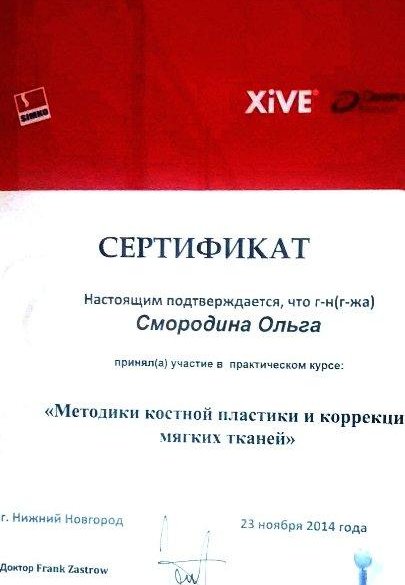 SIMKO
XiVE®
СЕРТИФИКАТ
Настоящим подтверждается, что г-н(г-жа)
Смородина Ольга
принял(а) участие в практическом курсе:
«Методики костной пластики и коррекци
мягких тканей»
г. Нижний Новгород
23 ноября 2014 года
Доктор Frank Zastrow